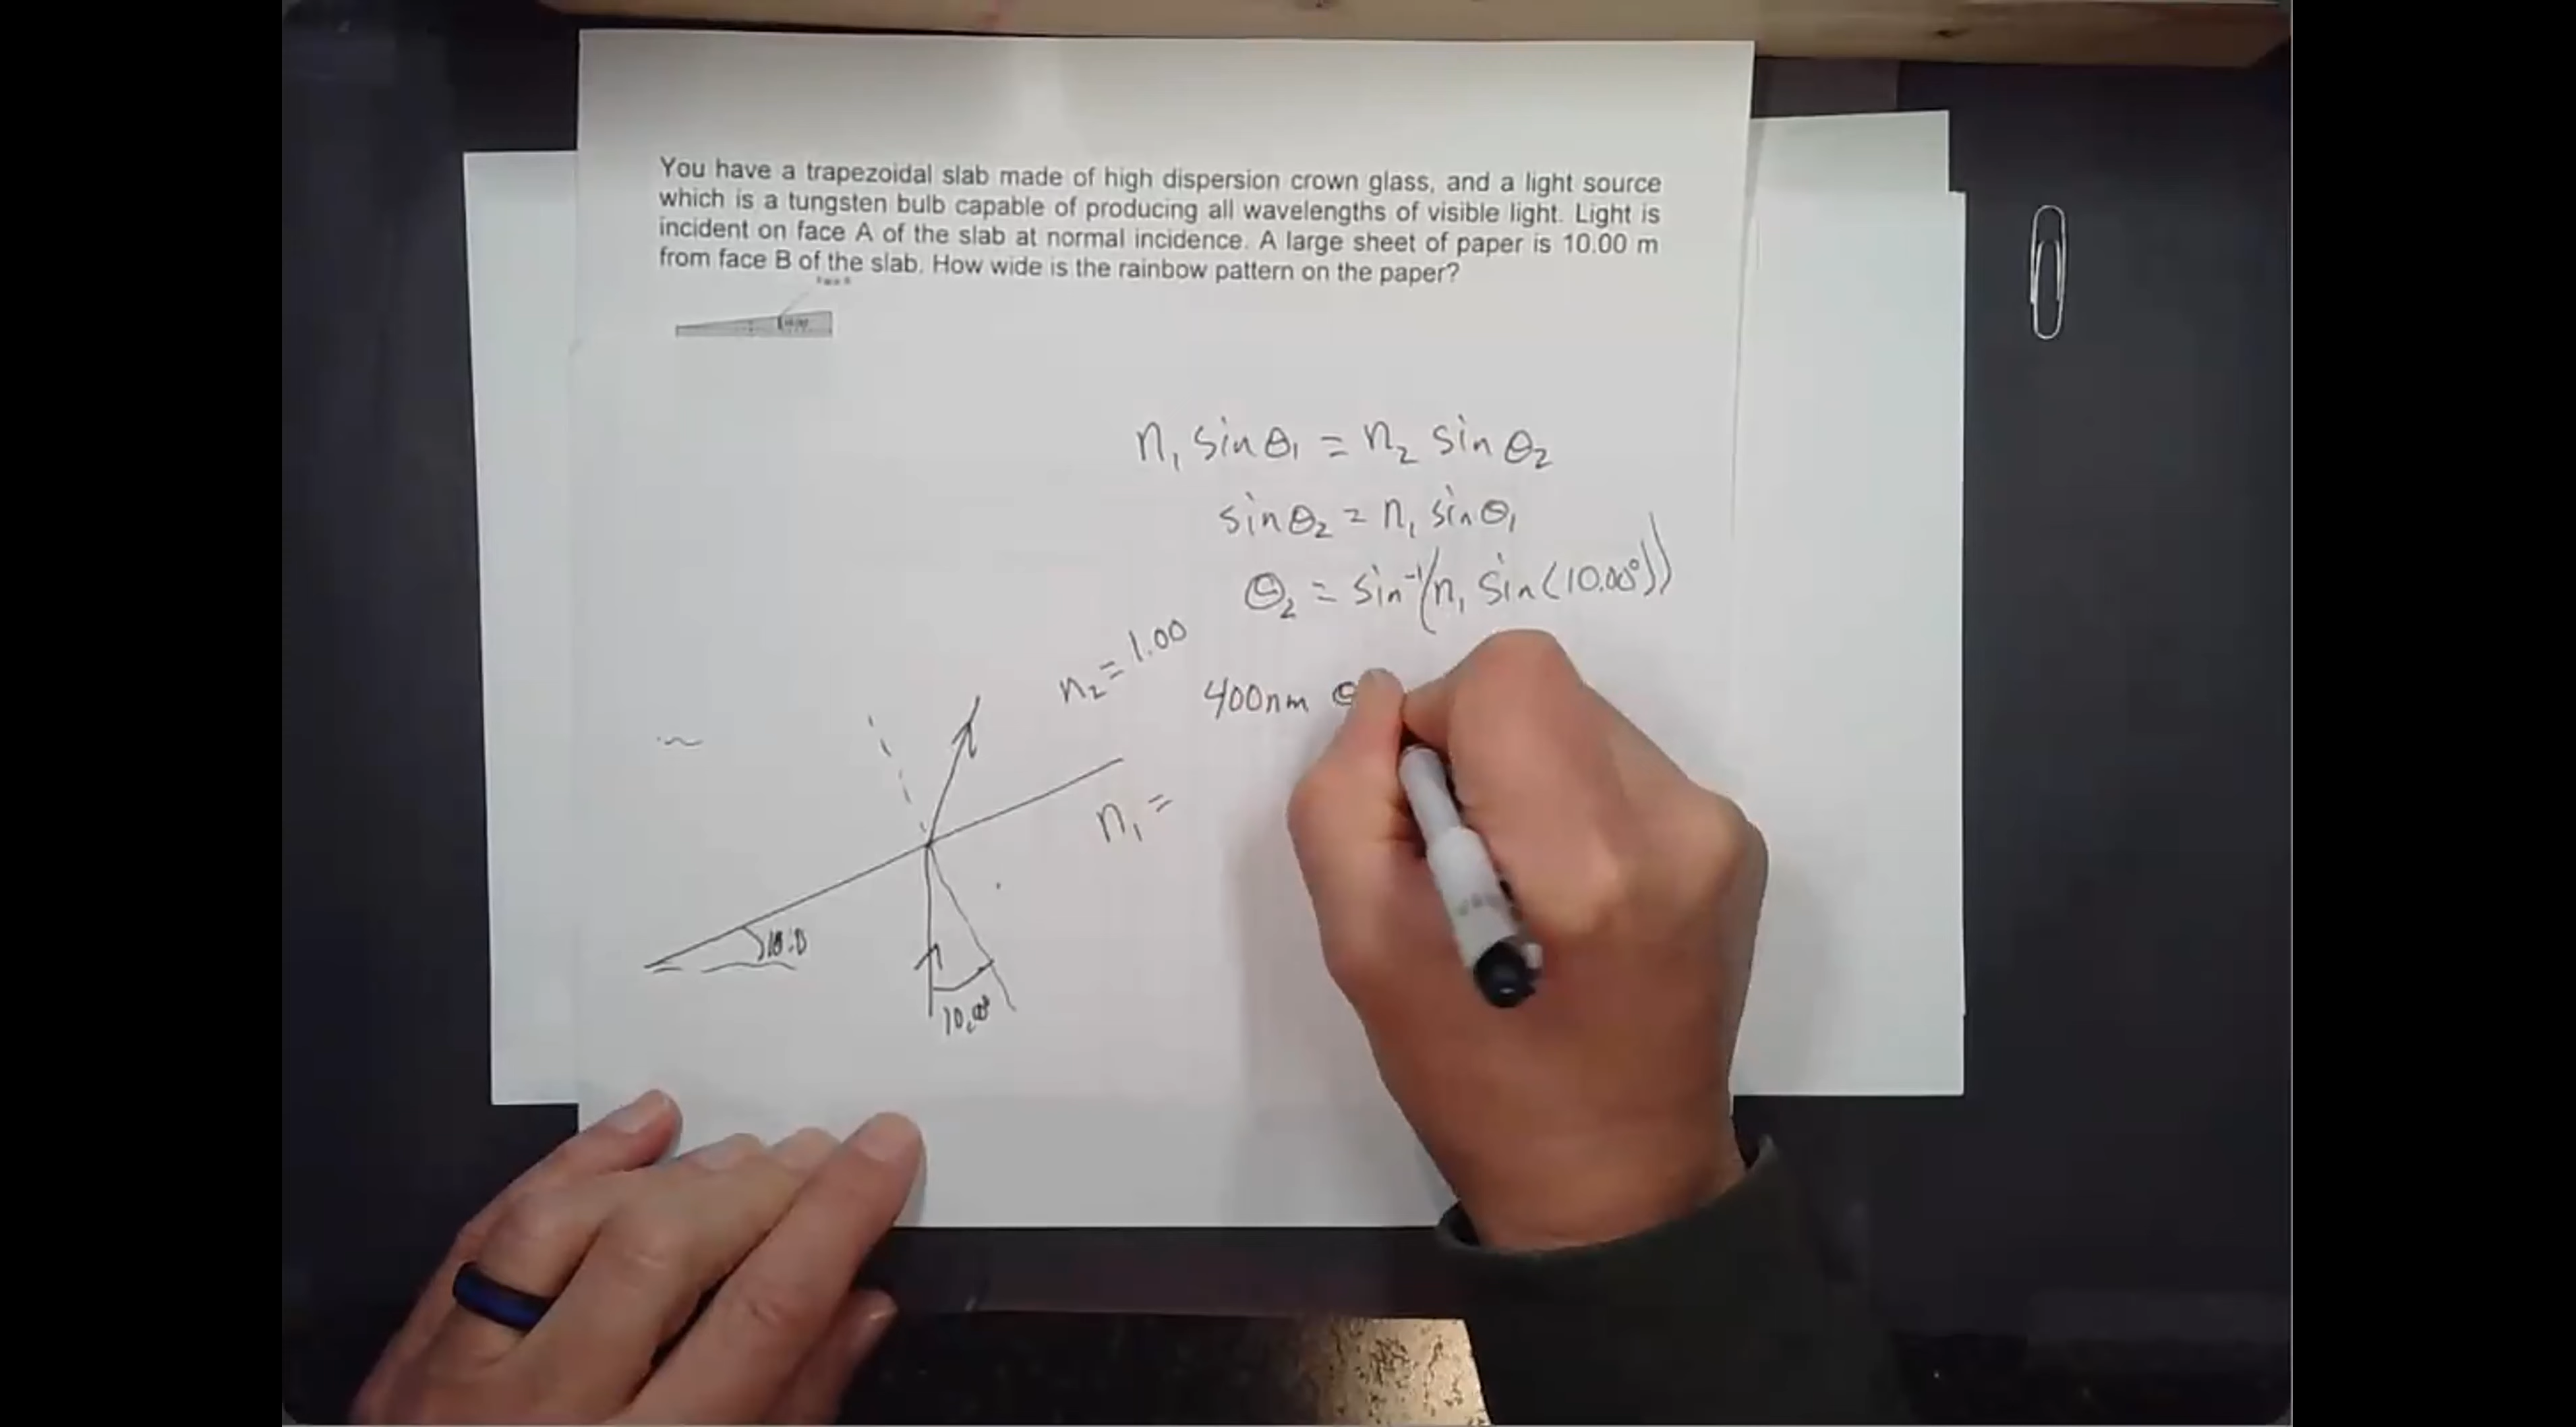 You have a trapezoidal slab made of high dispersion crown glass, and a light source
which is a tungsten bulb capable of producing all wavelengths of visible light. Light is
incident on face A of the slab at normal incidence. A large sheet of paper is 10.00 m
from face B of the slab. How wide is the rainbow pattern on the paper?
n₁ sin θ₁ = n₂ sin θ₂
sin θ₂ = n₁ sin θ₁
θ₂ = sin⁻¹(n₁ sin(10.00°))
n₂ = 1.00
400nm
n₁ =
10.0°